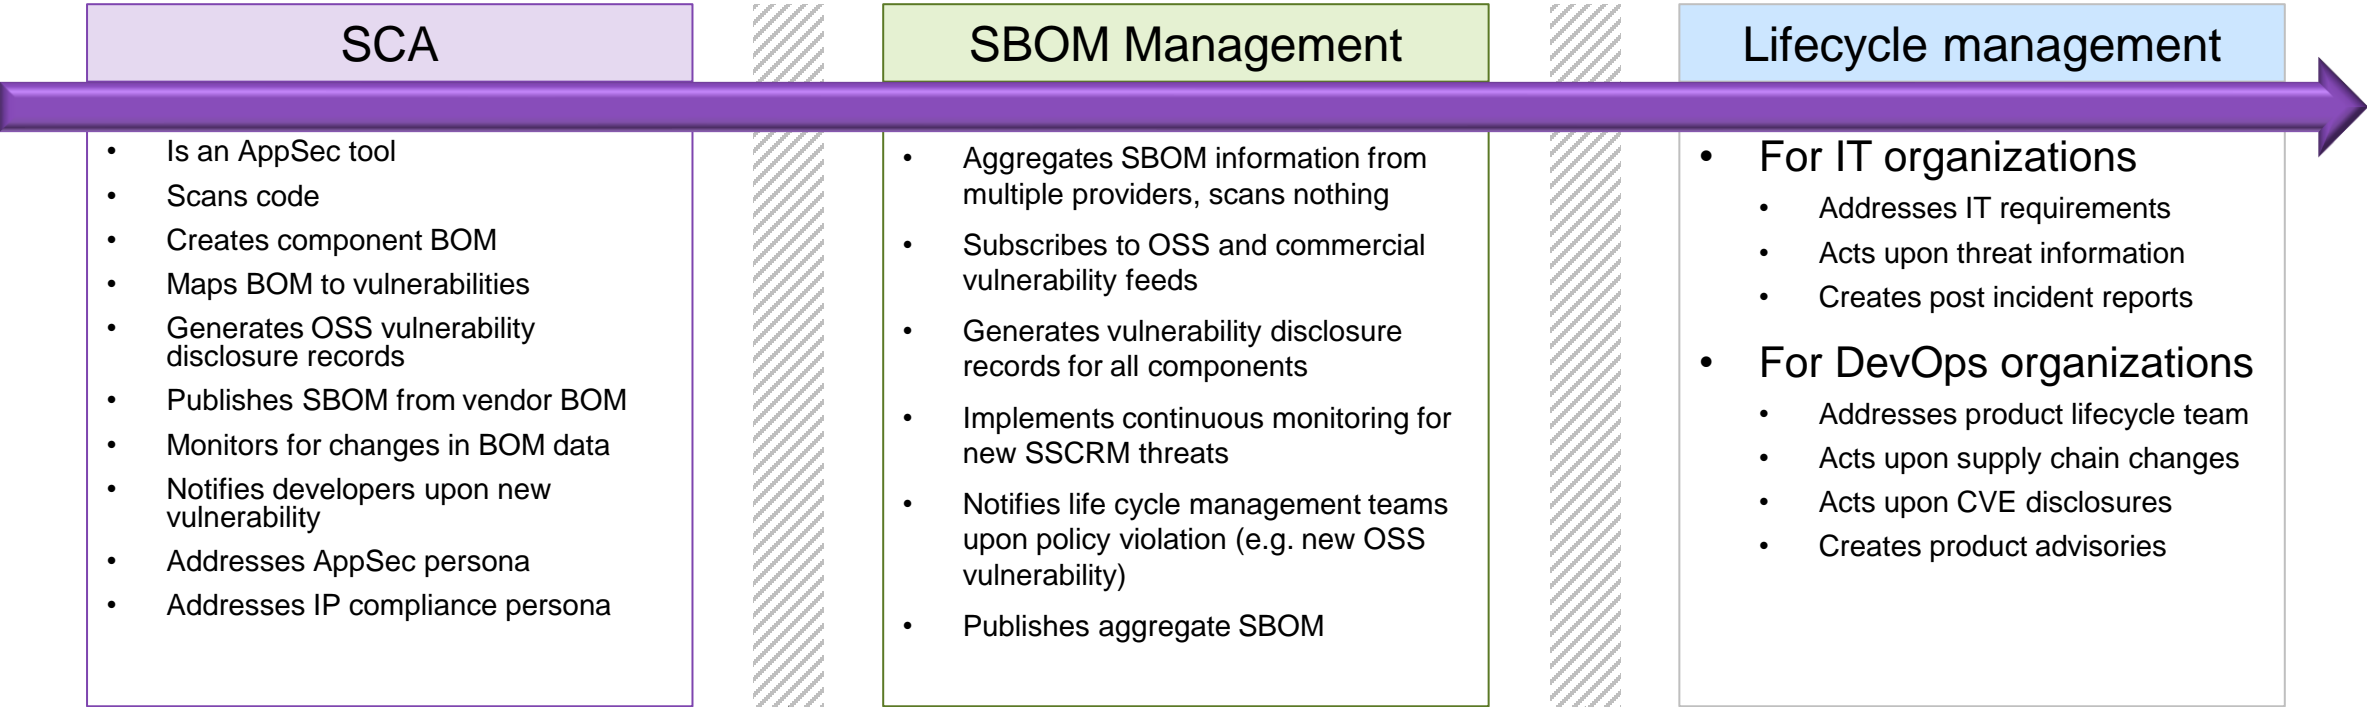 SCA
• Is an AppSec tool
• Scans code
• Creates component BOM
• Maps BOM to vulnerabilities
• Generates OSS vulnerability
disclosure records
• Publishes SBOM from vendor BOM
• Monitors for changes in BOM data
• Notifies developers upon new
vulnerability
• Addresses AppSec persona
• Addresses IP compliance persona
SBOM Management
• Aggregates SBOM information from
multiple providers, scans nothing
• Subscribes to OSS and commercial
vulnerability feeds
• Generates vulnerability disclosure
records for all components
• Implements continuous monitoring for
new SSCRM threats
• Notifies life cycle management teams
upon policy violation (e.g. new OSS
vulnerability)
• Publishes aggregate SBOM
Lifecycle management
• For IT organizations
• Addresses IT requirements
• Acts upon threat information
• Creates post incident reports
• For DevOps organizations
• Addresses product lifecycle team
• Acts upon supply chain changes
• Acts upon CVE disclosures
• Creates product advisories